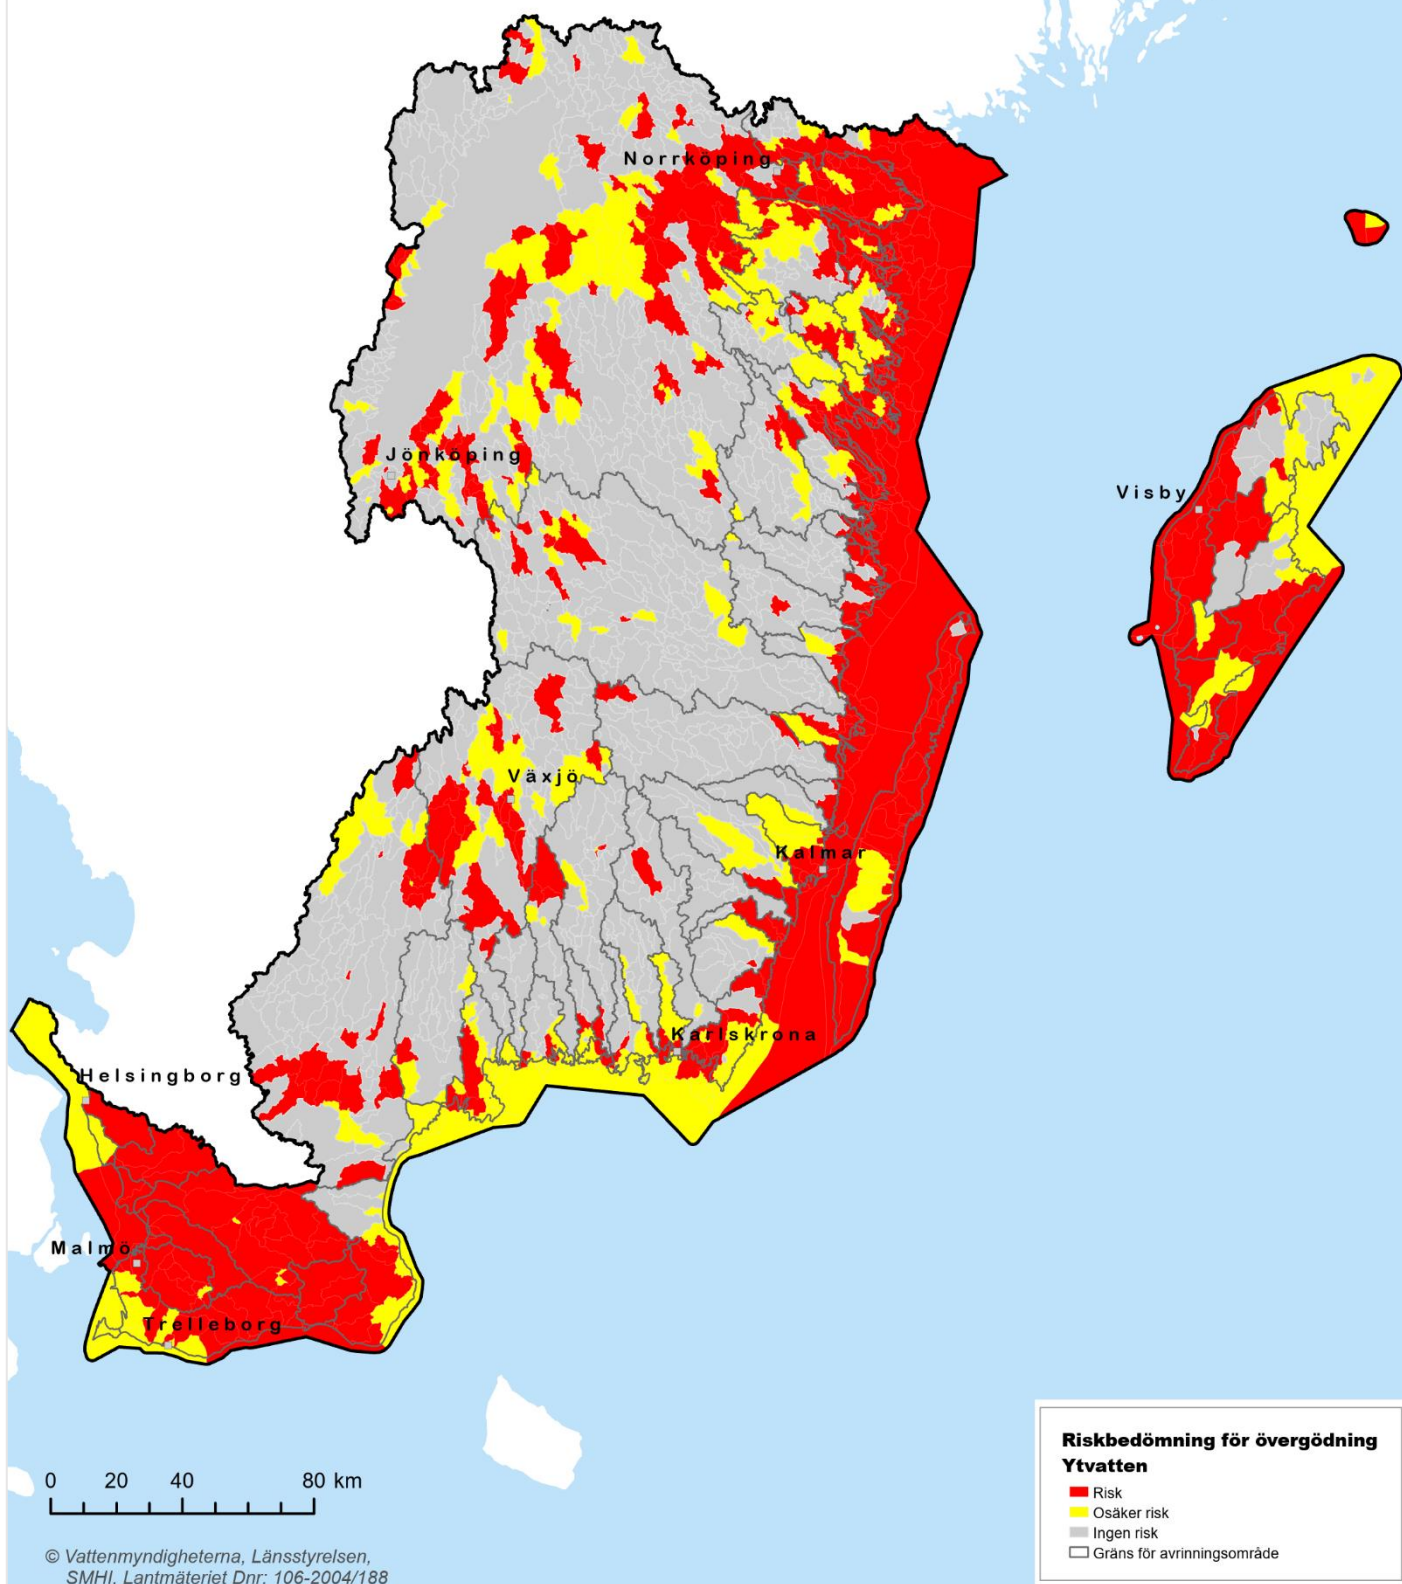 Norrköping
Jönköping
Visby
Växjö
Kalmar
Karlskrona
Helsingborg
Malmö
Trelleborg
0 20 40 80 km
© Vattenmyndigheterna, Länsstyrelsen,
SMHI, Lantmäteriet Dnr: 106-2004/188
Riskbedömning för övergödning
Ytvatten
Risk
Osäker risk
Ingen risk
Gräns för avrinningsområde